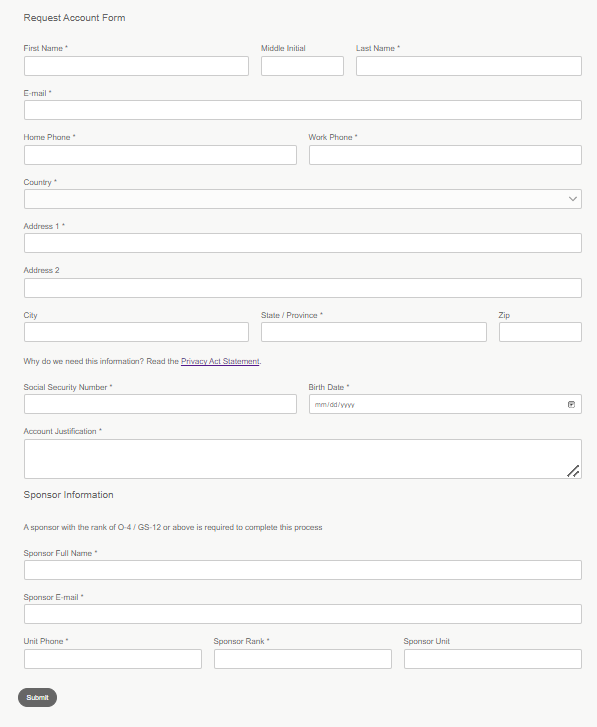 Request Account Form
First Name * Middle Initial Last Name *
E-mail *
Home Phone * Work Phone *
Country *
Address 1 *
Address 2
City State / Province * Zip
Why do we need this information? Read the Privacy Act Statement.
Social Security Number * Birth Date *
mm/dd/yyyy
Account Justification *
Sponsor Information
A sponsor with the rank of O-4 / GS-12 or above is required to complete this process
Sponsor Full Name *
Sponsor E-mail *
Unit Phone * Sponsor Rank * Sponsor Unit
Submit